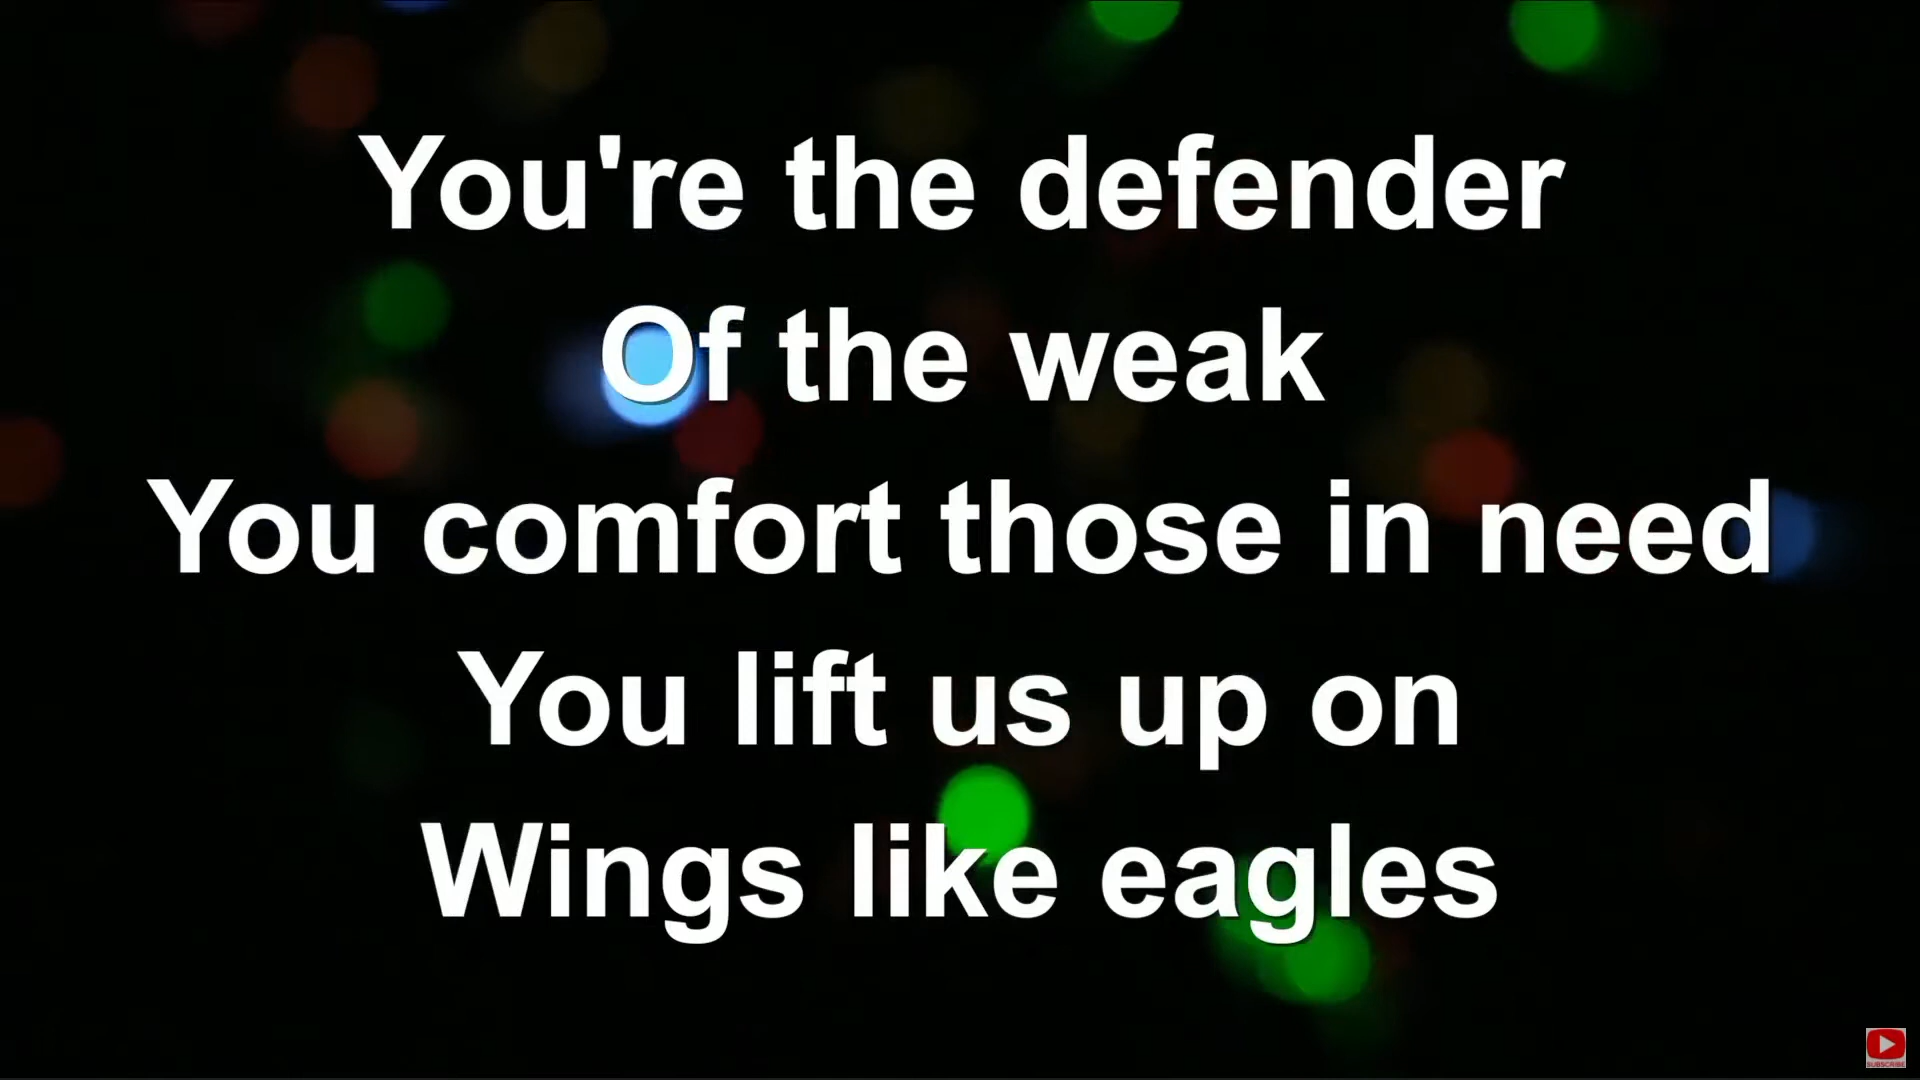 You're the defender
Of the weak
You comfort those in need
You lift us up on
Wings like eagles
SUBSCRIBE